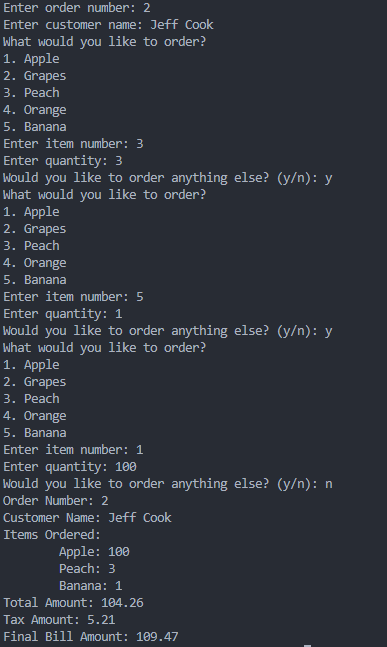 Enter order number: 2
Enter customer name: Jeff Cook
What would you like to order?
1. Apple
2. Grapes
3. Peach
4. Orange
5. Banana
Enter item number: 3
Enter quantity: 3
Would you like to order anything else? (y/n): y
What would you like to order?
1. Apple
2. Grapes
3. Peach
4. Orange
5. Banana
Enter item number: 5
Enter quantity: 1
Would you like to order anything else? (y/n): y
What would you like to order?
1. Apple
2. Grapes
3. Peach
4. Orange
5. Banana
Enter item number: 1
Enter quantity: 100
Would you like to order anything else? (y/n): n
Order Number: 2
Customer Name: Jeff Cook
Items Ordered:
        Apple: 100
        Peach: 3
        Banana: 1
Total Amount: 104.26
Tax Amount: 5.21
Final Bill Amount: 109.47